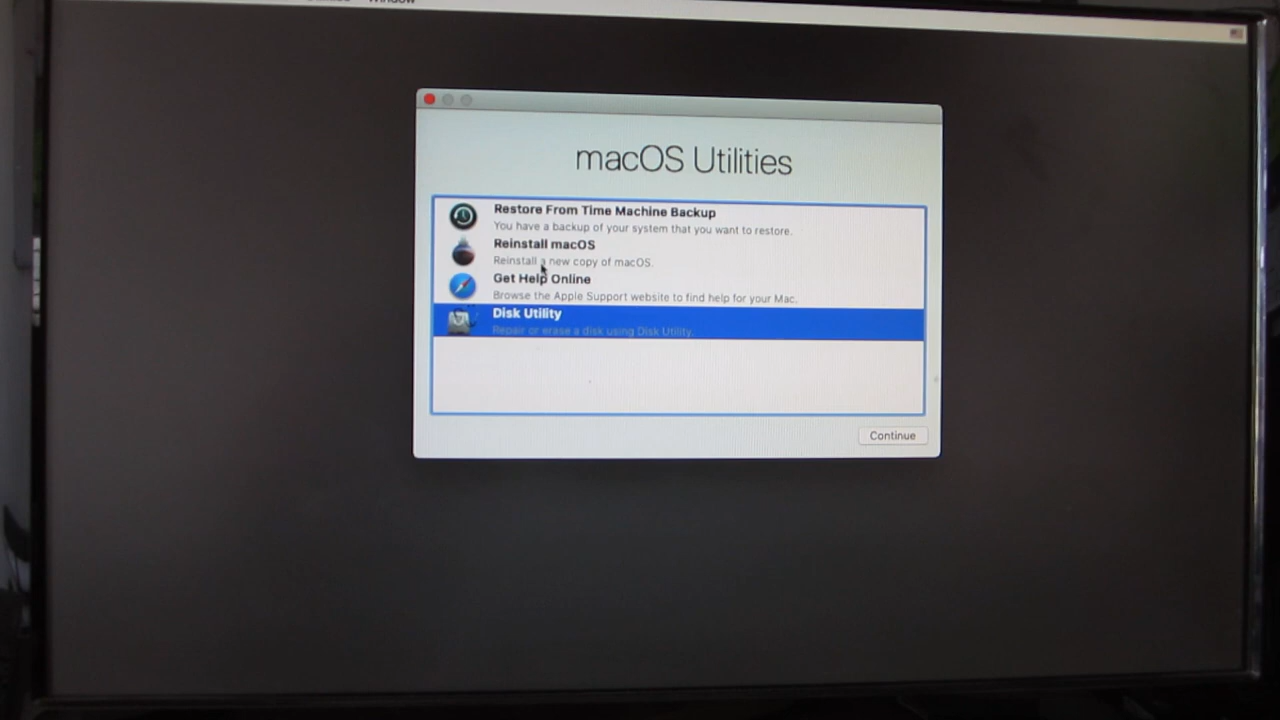 Window
macOS Utilities
Restore From Time Machine Backup
You have a backup of your system that you want to restore.
Reinstall macOS
Reinstall a new copy of macOS.
Get Help Online
Browse the Apple Support website to find help for your Mac.
Disk Utility
Repair or erase a disk using Disk Utility.
Continue